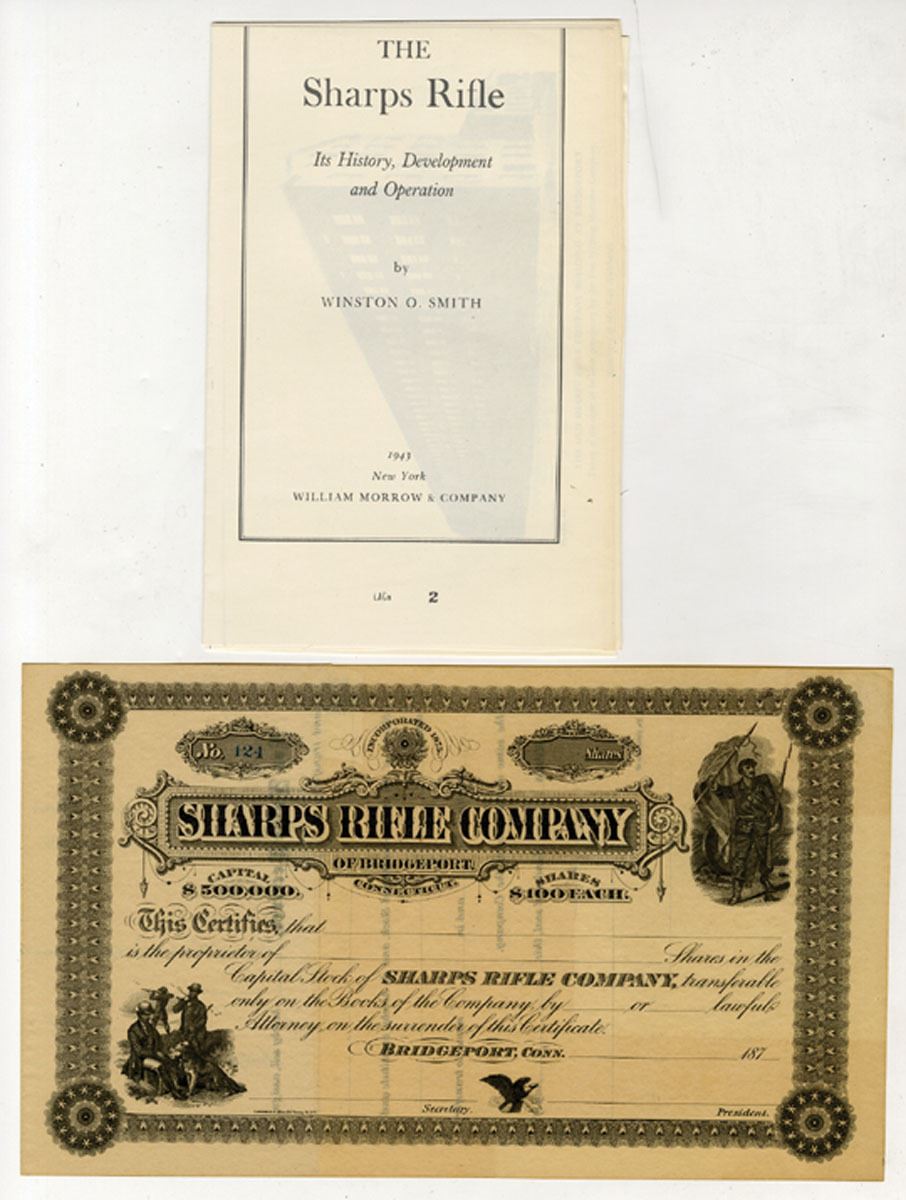 THE
Sharps Rifle
Its History, Development
and Operation
by
WINSTON O. SMITH
1943
New York
WILLIAM MORROW & COMPANY
2
No. 124
INCORPORATED 1875.
Shares
SHARPS RIFLE COMPANY
OF BRIDGEPORT,
CONNECTICUT.
CAPITAL
$500,000.
SHARES
$100 EACH.
This Certifies, that
is the proprietor of Shares in the
Capital Stock of SHARPS RIFLE COMPANY, transferable
only on the Books of the Company, by or lawful
Attorney, on the surrender of this Certificate.
BRIDGEPORT, CONN. 187
Secretary. President.